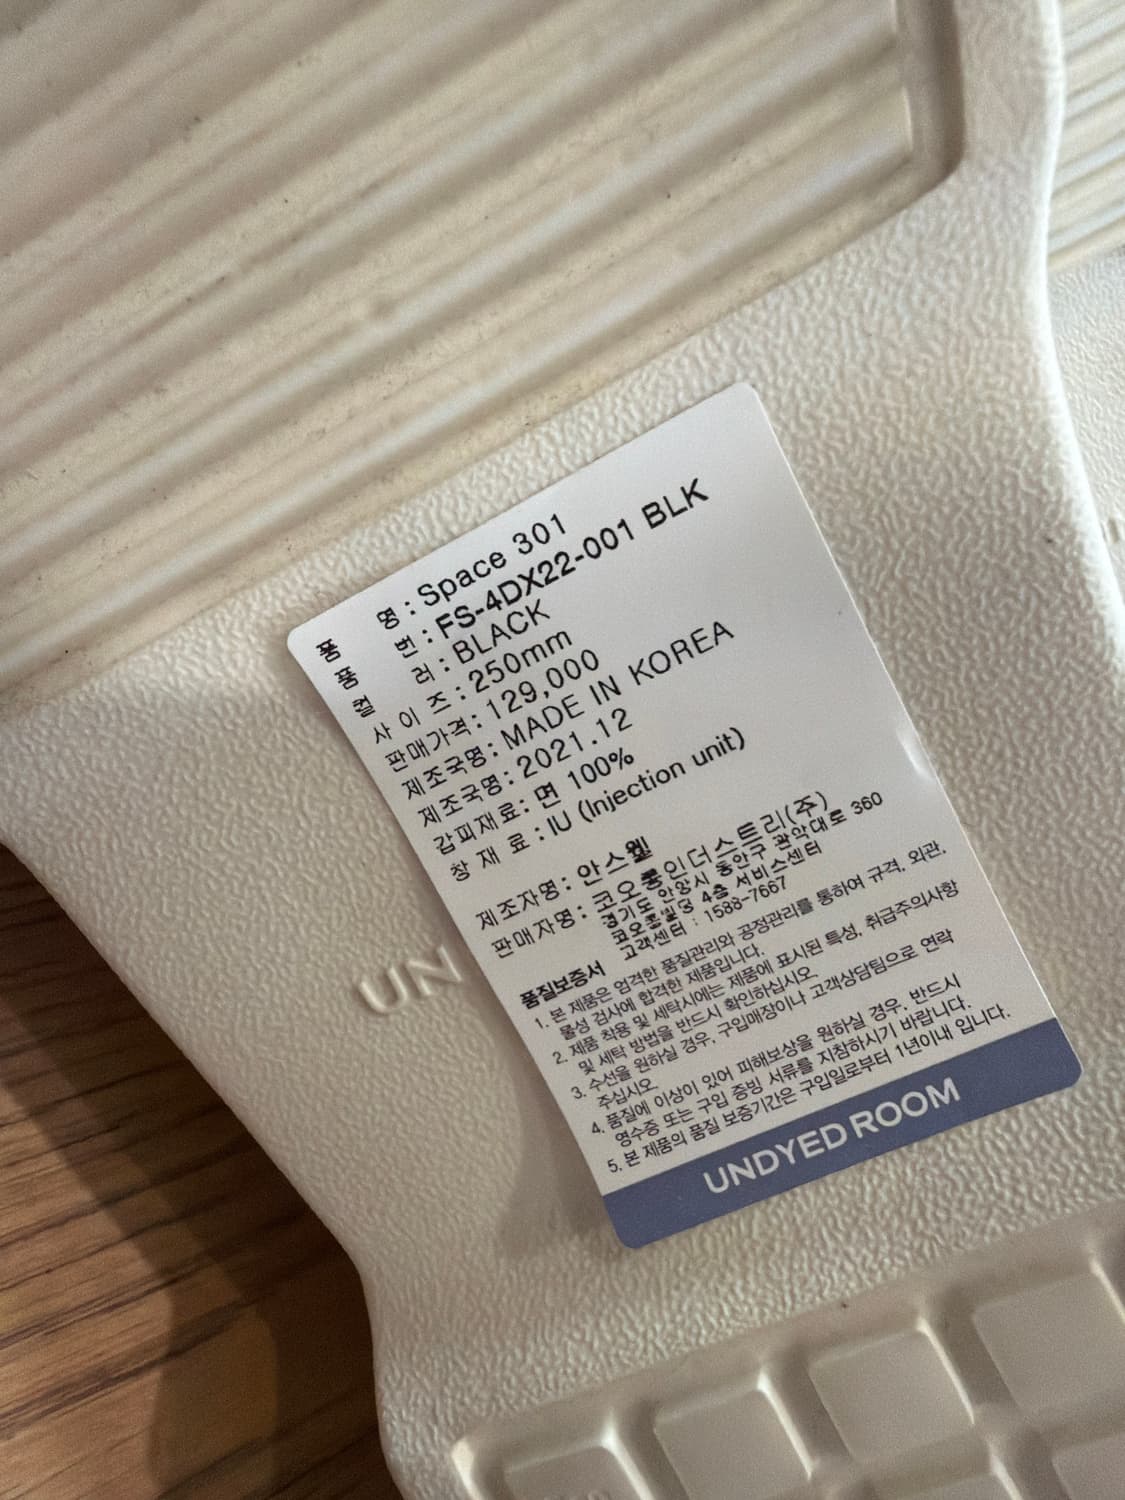 품 명 : Space 301
품 번 : FS-4DX22-001 BLK
컬 러 : BLACK
사 이 즈 : 250mm
판매가격 : 129,000
제조국명 : MADE IN KOREA
제조국명 : 2021.12
갑피재료 : 면 100%
창 재 료 : IU (Injection unit)
제조자명 : 안스웰
판매자명 : 코오롱인더스트리(주)
경기도 안양시 동안구 관악대로 360
코오롱빌딩 4층 서비스센터
고객센터 : 1588-7667
품질보증서
1. 본 제품은 엄격한 품질관리와 공정관리를 통하여 규격, 외관,
물성 검사에 합격한 제품입니다.
2. 제품 착용 및 세탁시에는 제품에 표시된 특성, 취급주의사항
및 세탁 방법을 반드시 확인하십시오.
3. 수선을 원하실 경우, 구입매장이나 고객상담팀으로 연락
주십시오.
4. 품질에 이상이 있어 피해보상을 원하실 경우, 반드시
영수증 또는 구입 증빙 서류를 지참하시기 바랍니다.
5. 본 제품의 품질 보증기간은 구입일로부터 1년이내 입니다.
UNDYED ROOM
UN